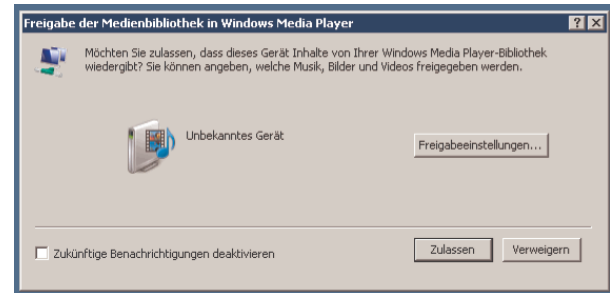 Freigabe der Medienbibliothek in Windows Media Player
Möchten Sie zulassen, dass dieses Gerät Inhalte von Ihrer Windows Media Player-Bibliothek
wiedergibt? Sie können angeben, welche Musik, Bilder und Videos freigegeben werden.
Unbekanntes Gerät
Freigabeeinstellungen...
Zukünftige Benachrichtigungen deaktivieren
Zulassen
Verweigern